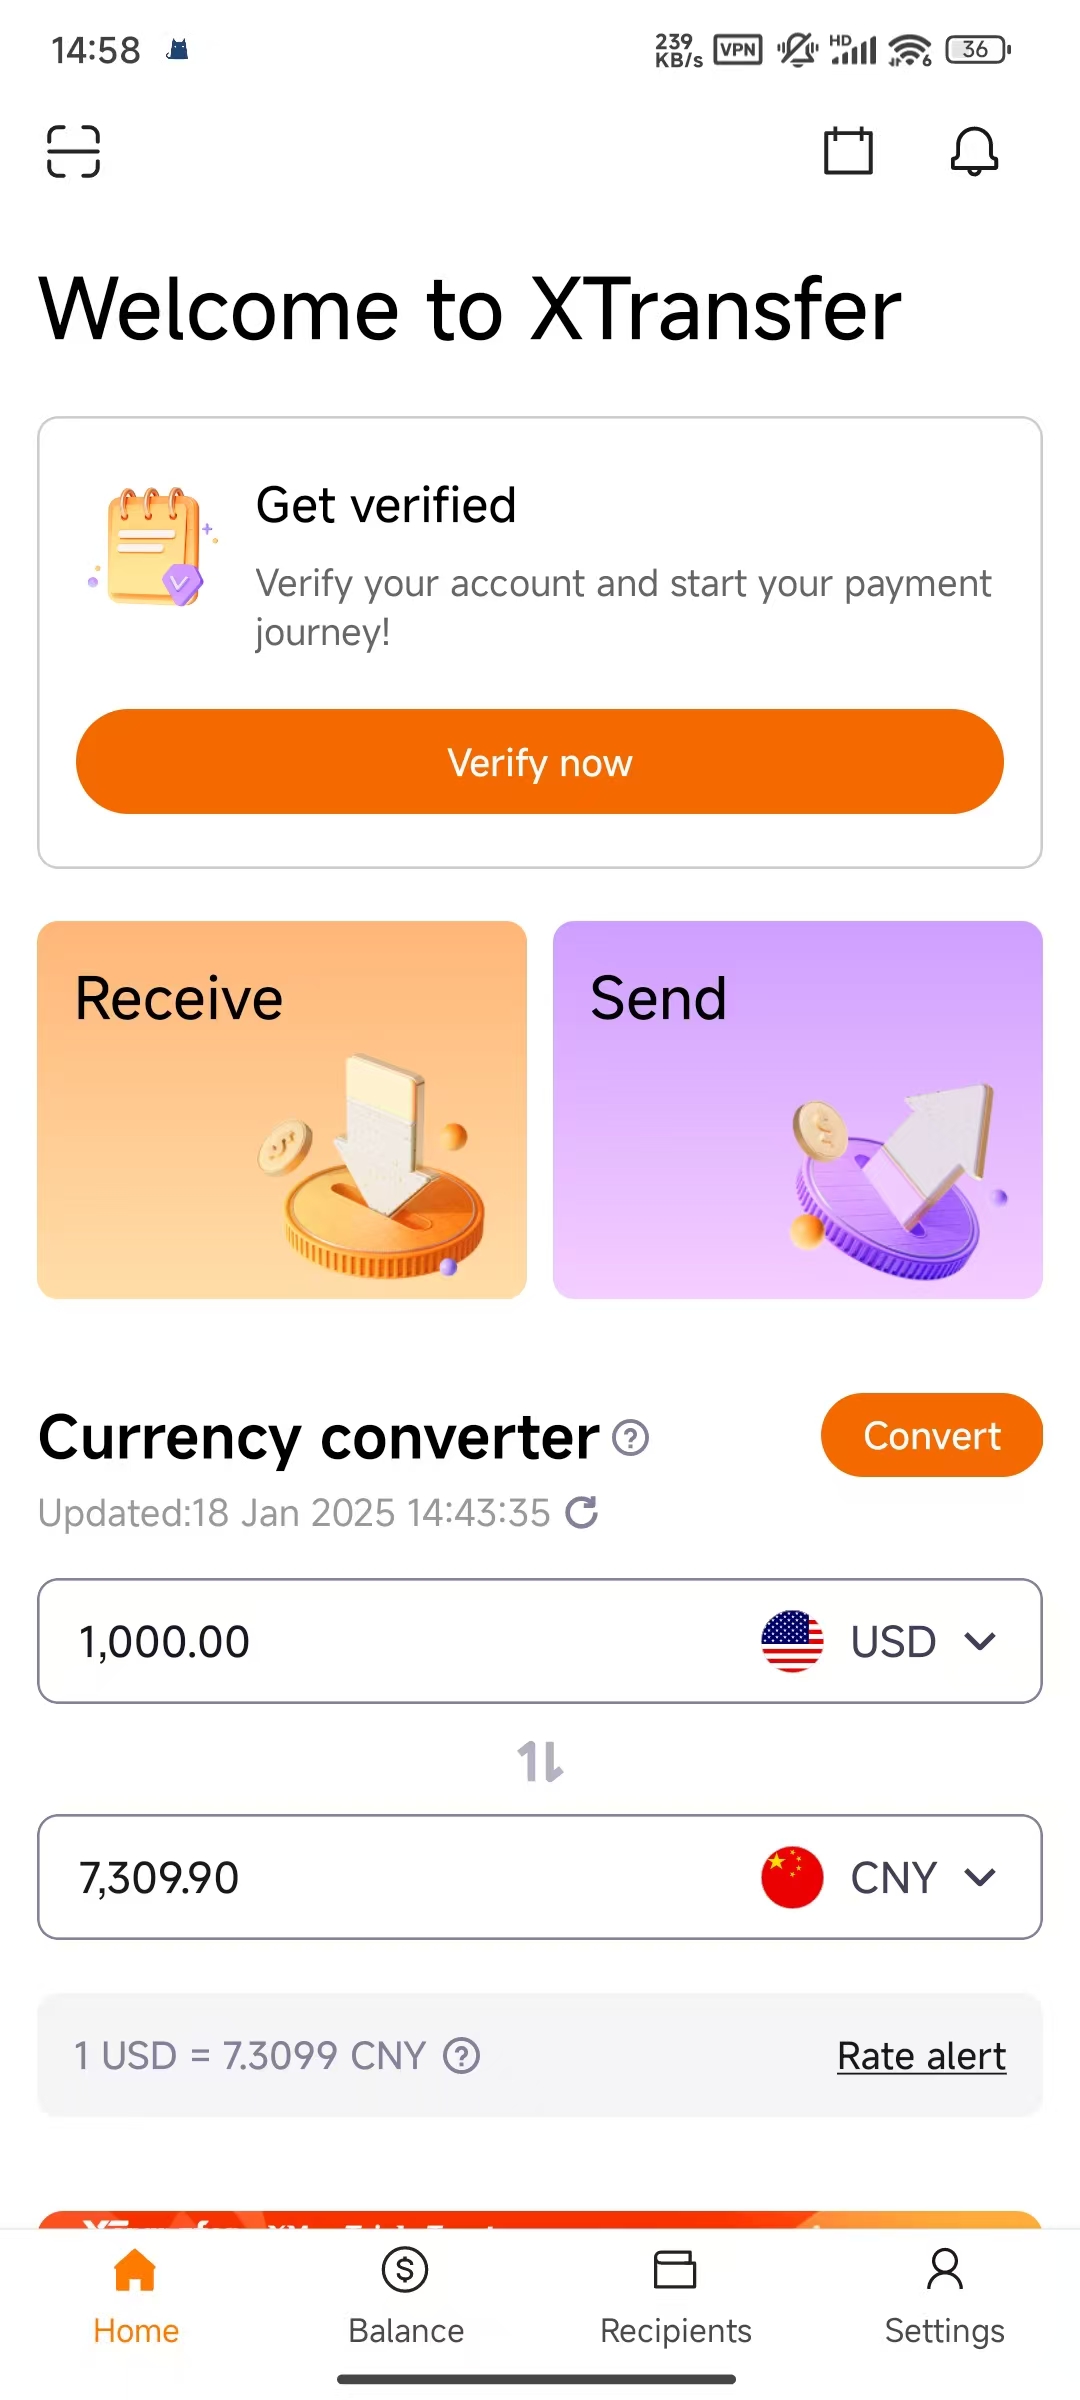 14:58
239
KB/s
VPN
HD
6
36
Welcome to XTransfer
Get verified
Verify your account and start your payment
journey!
Verify now
Receive
Send
Currency converter
Convert
Updated:18 Jan 2025 14:43:35
1,000.00
USD
7,309.90
CNY
1 USD = 7.3099 CNY
Rate alert
Home
Balance
Recipients
Settings